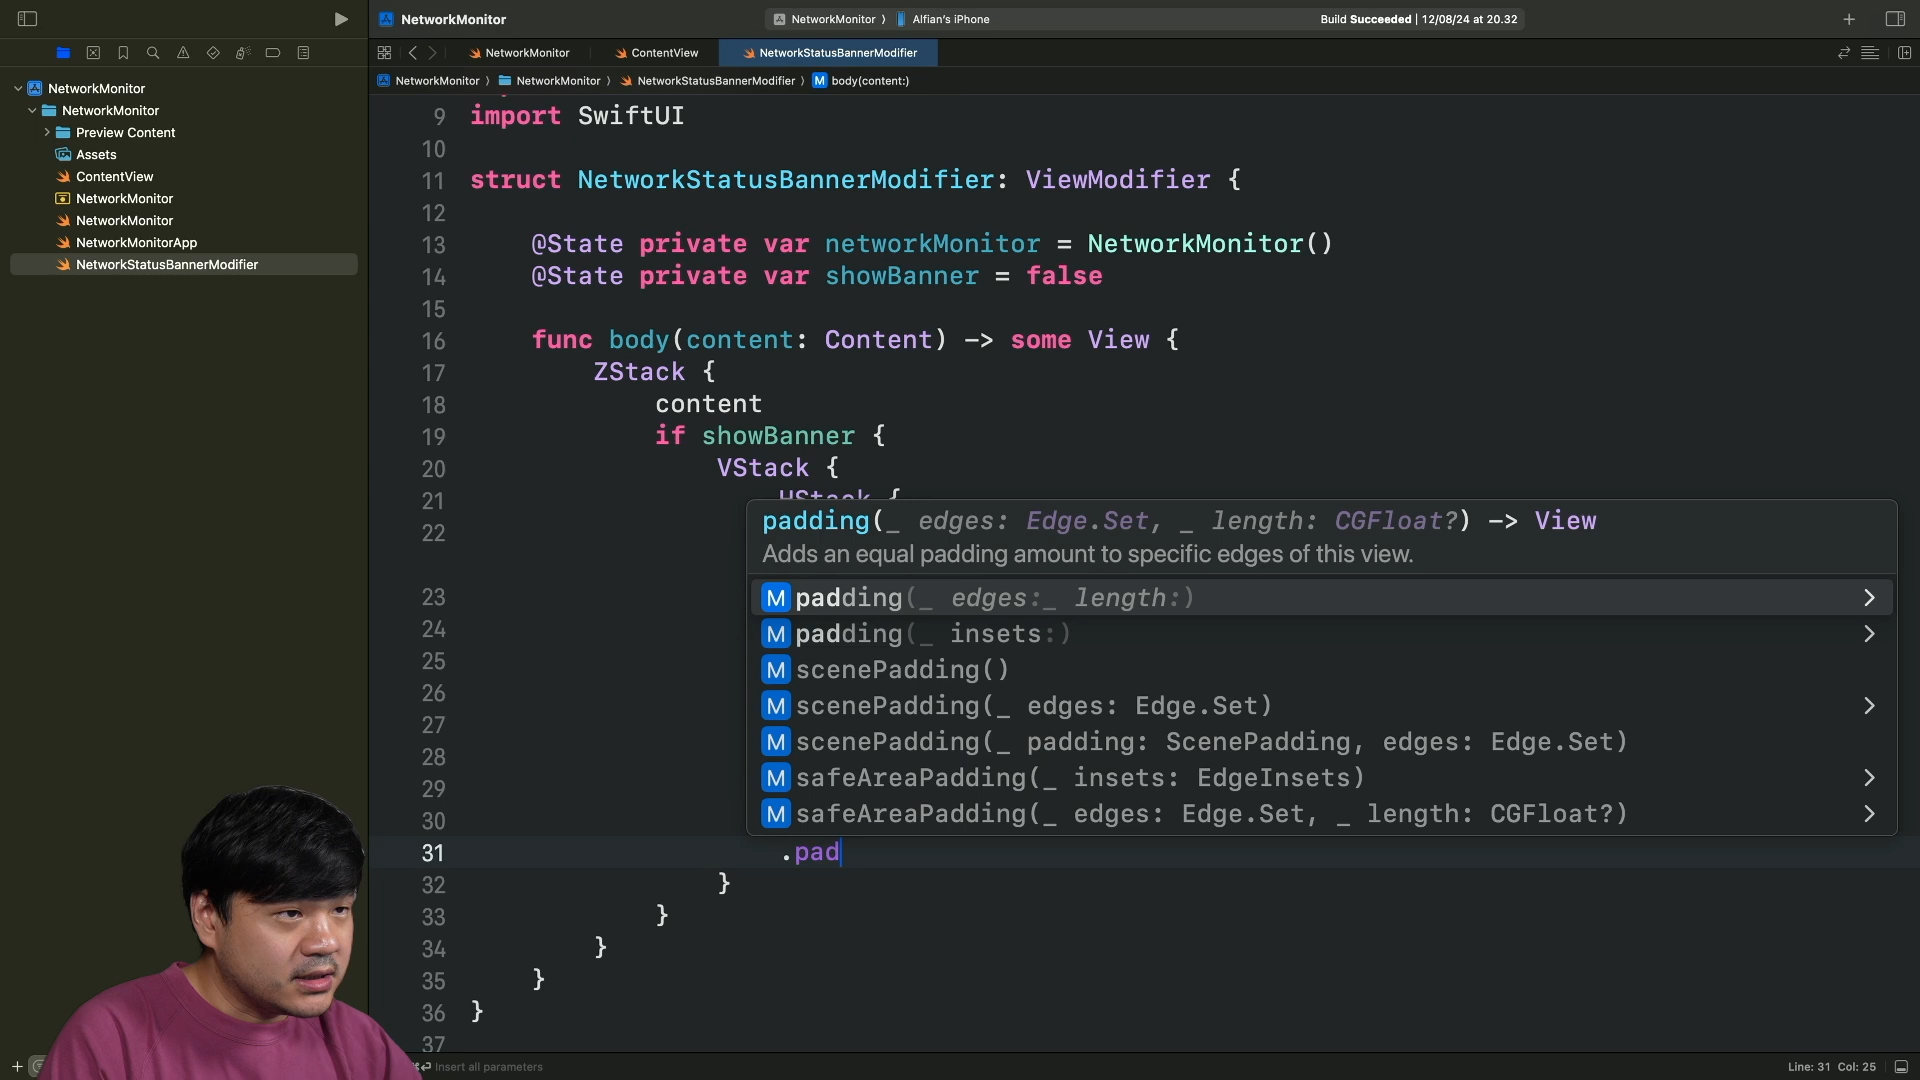 NetworkMonitor
NetworkMonitor ⟩ Alfian's iPhone
Build Succeeded | 12/08/24 at 20.32
NetworkMonitor
ContentView
NetworkStatusBannerModifier
NetworkMonitor ⟩ NetworkMonitor ⟩ NetworkStatusBannerModifier ⟩ M body(content:)
NetworkMonitor
NetworkMonitor
Preview Content
Assets
ContentView
NetworkMonitor
NetworkMonitor
NetworkMonitorApp
NetworkStatusBannerModifier
9 import SwiftUI
10
11 struct NetworkStatusBannerModifier: ViewModifier {
12
13 @State private var networkMonitor = NetworkMonitor()
14 @State private var showBanner = false
15
16 func body(content: Content) -> some View {
17 ZStack {
18 content
19 if showBanner {
20 VStack {
21 HStack {
22
padding(_ edges: Edge.Set, _ length: CGFloat?) -> View
Adds an equal padding amount to specific edges of this view.
M padding(_ edges:_ length:)
M padding(_ insets:)
M scenePadding()
M scenePadding(_ edges: Edge.Set)
M scenePadding(_ padding: ScenePadding, edges: Edge.Set)
M safeAreaPadding(_ insets: EdgeInsets)
M safeAreaPadding(_ edges: Edge.Set, _ length: CGFloat?)
23
24
25
26
27
28
29
30
31 .pad
32 }
33 }
34 }
35 }
36 }
37
Insert all parameters
Line: 31 Col: 25